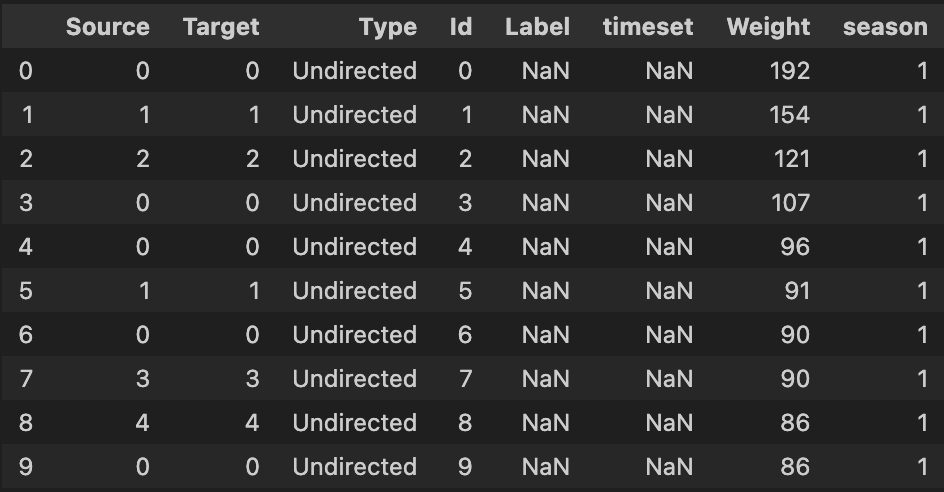 Source Target Type Id Label timeset Weight season
0 0 0 Undirected 0 NaN NaN 192 1
1 1 1 Undirected 1 NaN NaN 154 1
2 2 2 Undirected 2 NaN NaN 121 1
3 0 0 Undirected 3 NaN NaN 107 1
4 0 0 Undirected 4 NaN NaN 96 1
5 1 1 Undirected 5 NaN NaN 91 1
6 0 0 Undirected 6 NaN NaN 90 1
7 3 3 Undirected 7 NaN NaN 90 1
8 4 4 Undirected 8 NaN NaN 86 1
9 0 0 Undirected 9 NaN NaN 86 1